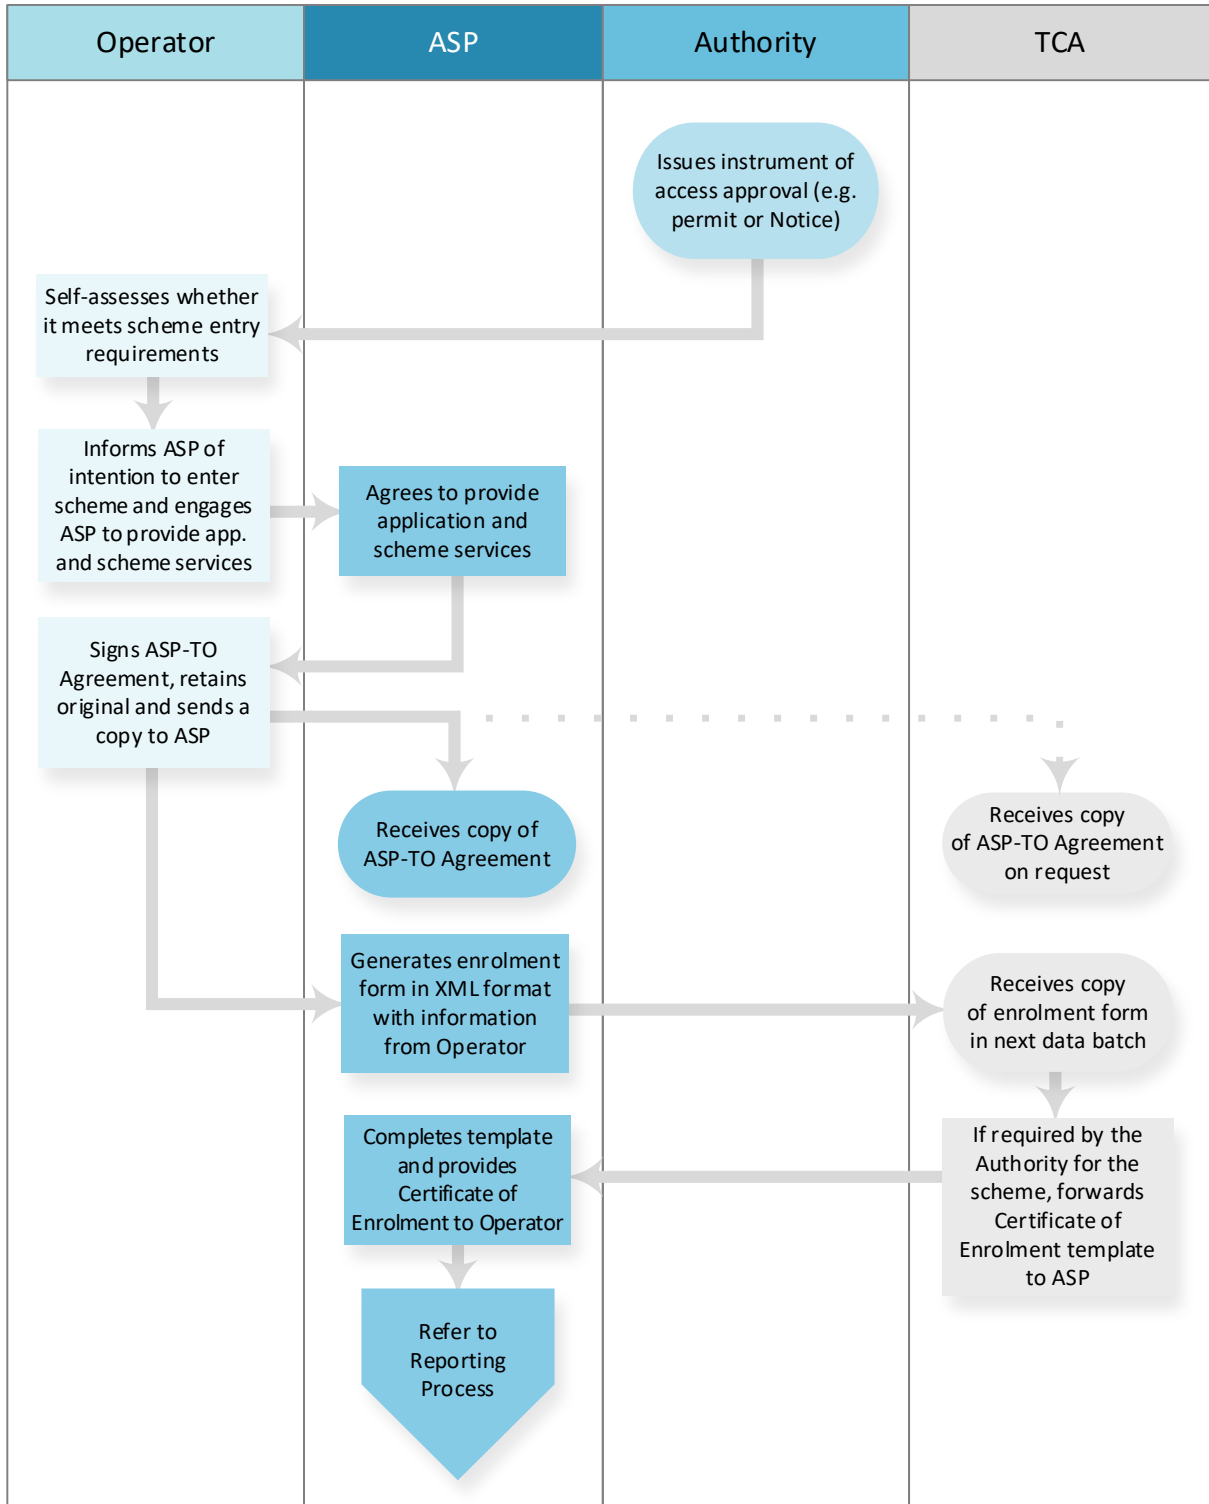 Operator
ASP
Authority
TCA
Issues instrument of
access approval (e.g.
permit or Notice)
Self-assesses whether
it meets scheme entry
requirements
Informs ASP of
intention to enter
scheme and engages
ASP to provide app.
and scheme services
Agrees to provide
application and
scheme services
Signs ASP-TO
Agreement, retains
original and sends a
copy to ASP
Receives copy of
ASP-TO Agreement
Receives copy
of ASP-TO Agreement
on request
Generates enrolment
form in XML format
with information
from Operator
Receives copy
of enrolment form
in next data batch
Completes template
and provides
Certificate of
Enrolment to Operator
If required by the
Authority for the
scheme, forwards
Certificate of
Enrolment template
to ASP
Refer to
Reporting
Process